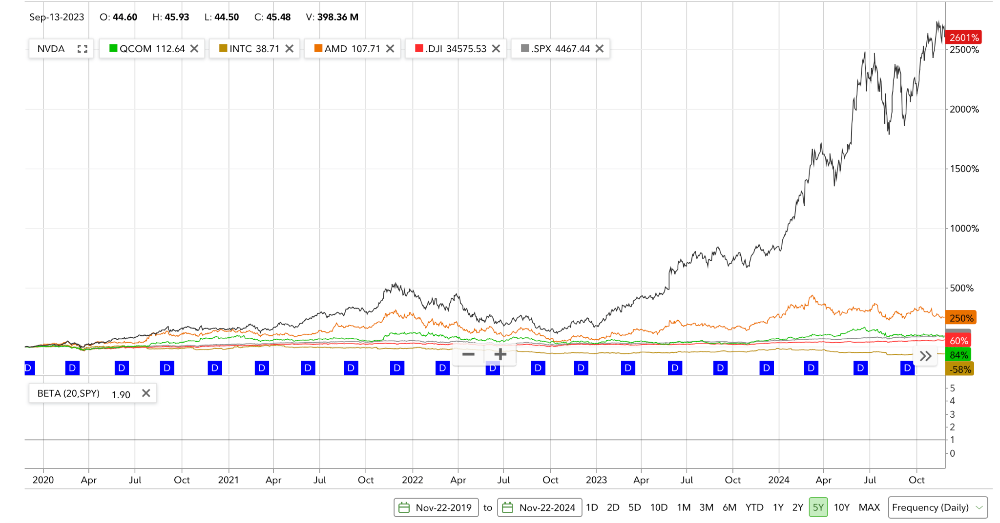 Sep-13-2023 O: 44.60 H: 45.93 L: 44.50 C: 45.48 V: 398.36 M
NVDA QCOM 112.64 INTC 38.71 AMD 107.71 .DJI 34575.53 .SPX 4467.44
2601%
2500%
2000%
1500%
1000%
500%
250%
60%
84%
-58%
D D D D D D D D D D D D D D D D D D D D
BETA (20,SPY) 1.90
5
4
3
2
1
0
2020 Apr Jul Oct 2021 Apr Jul Oct 2022 Apr Jul Oct 2023 Apr Jul Oct 2024 Apr Jul Oct
Nov-22-2019 to Nov-22-2024 1D 2D 5D 10D 1M 3M 6M YTD 1Y 2Y 5Y 10Y MAX Frequency (Daily)